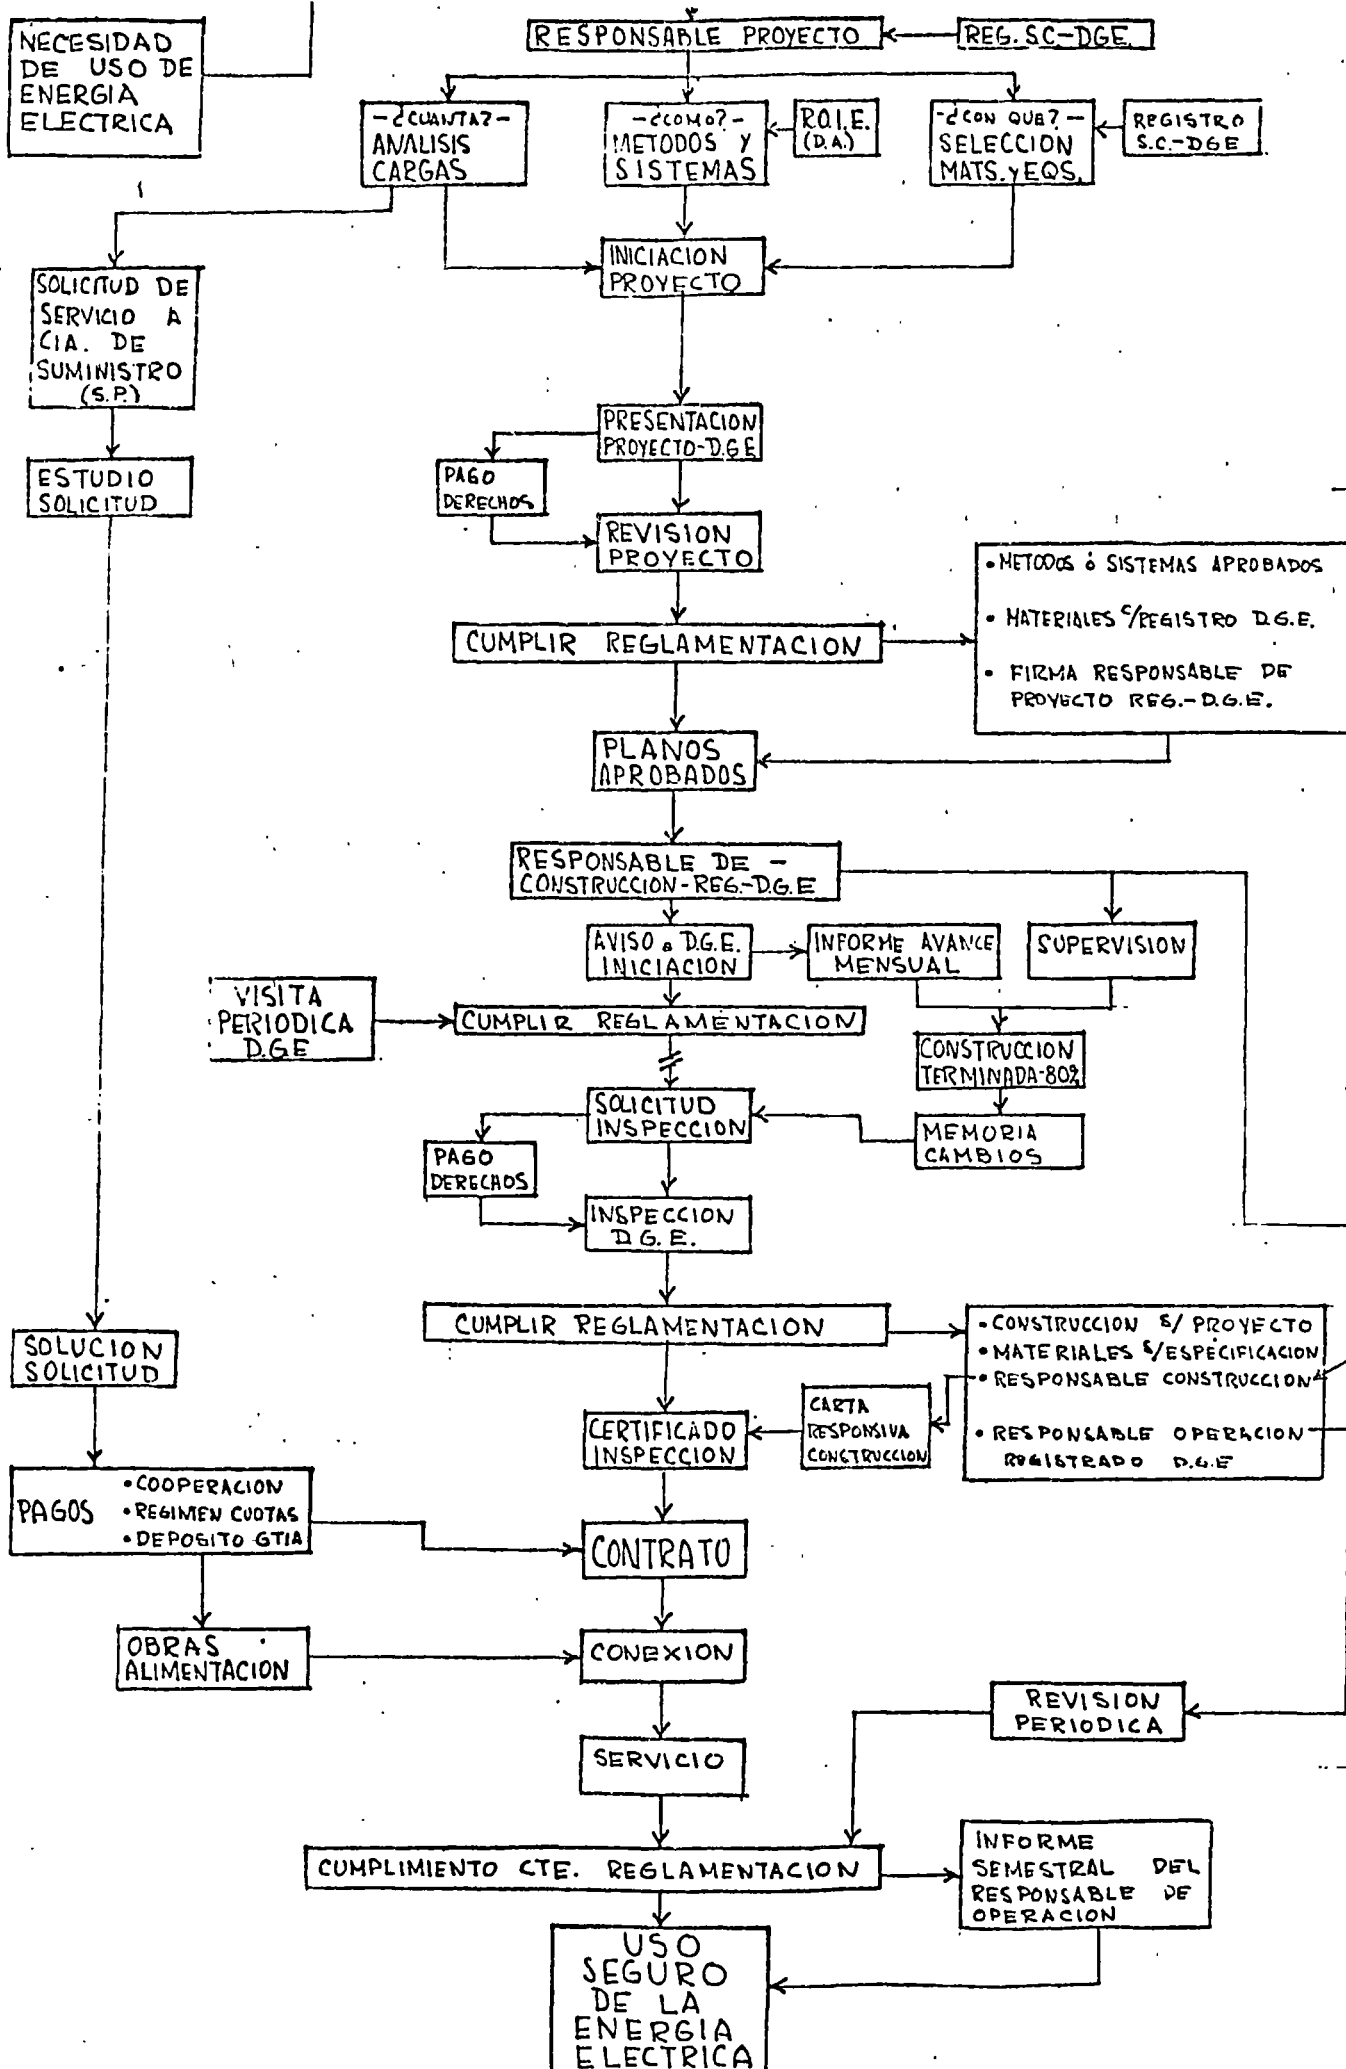 NECESIDAD
DE USO DE
ENERGIA
ELECTRICA
RESPONSABLE PROYECTO
REG. S.C-DGE.
-¿CUANTA?-
ANALISIS
CARGAS
-¿COMO?-
METODOS Y
SISTEMAS
R.O.I.E.
(D.A.)
-¿CON QUE?-
SELECCION
MATS. y EQS.
REGISTRO
S.C.-DGE
INICIACION
PROYECTO
SOLICITUD DE
SERVICIO A
CIA. DE
SUMINISTRO
(S.P.)
PRESENTACION
PROYECTO-D.G.E
ESTUDIO
SOLICITUD
PAGO
DERECHOS
REVISION
PROYECTO
CUMPLIR REGLAMENTACION
• METODOS ó SISTEMAS APROBADOS
• MATERIALES C/REGISTRO D.G.E.
• FIRMA RESPONSABLE DE
PROYECTO REG.-D.G.E.
PLANOS
APROBADOS
RESPONSABLE DE -
CONSTRUCCION-REG.-D.G.E
AVISO a D.G.E.
INICIACION
INFORME AVANCE
MENSUAL
SUPERVISION
VISITA
PERIODICA
D.G.E
CUMPLIR REGLAMENTACION
CONSTRUCCION
TERMINADA-80%
SOLICITUD
INSPECCION
MEMORIA
CAMBIOS
PAGO
DERECHOS
INSPECCION
D.G.E.
CUMPLIR REGLAMENTACION
• CONSTRUCCION S/PROYECTO
• MATERIALES S/ESPECIFICACION
• RESPONSABLE CONSTRUCCION
• RESPONSABLE OPERACION
REGISTRADO D.G.E
SOLUCION
SOLICITUD
CERTIFICADO
INSPECCION
CARTA
RESPONSIVA
CONSTRUCCION
PAGOS
• COOPERACION
• REGIMEN CUOTAS
• DEPOSITO GTIA
CONTRATO
OBRAS
ALIMENTACION
CONEXION
REVISION
PERIODICA
SERVICIO
CUMPLIMIENTO CTE. REGLAMENTACION
INFORME
SEMESTRAL DEL
RESPONSABLE DE
OPERACION
USO
SEGURO
DE LA
ENERGIA
ELECTRICA